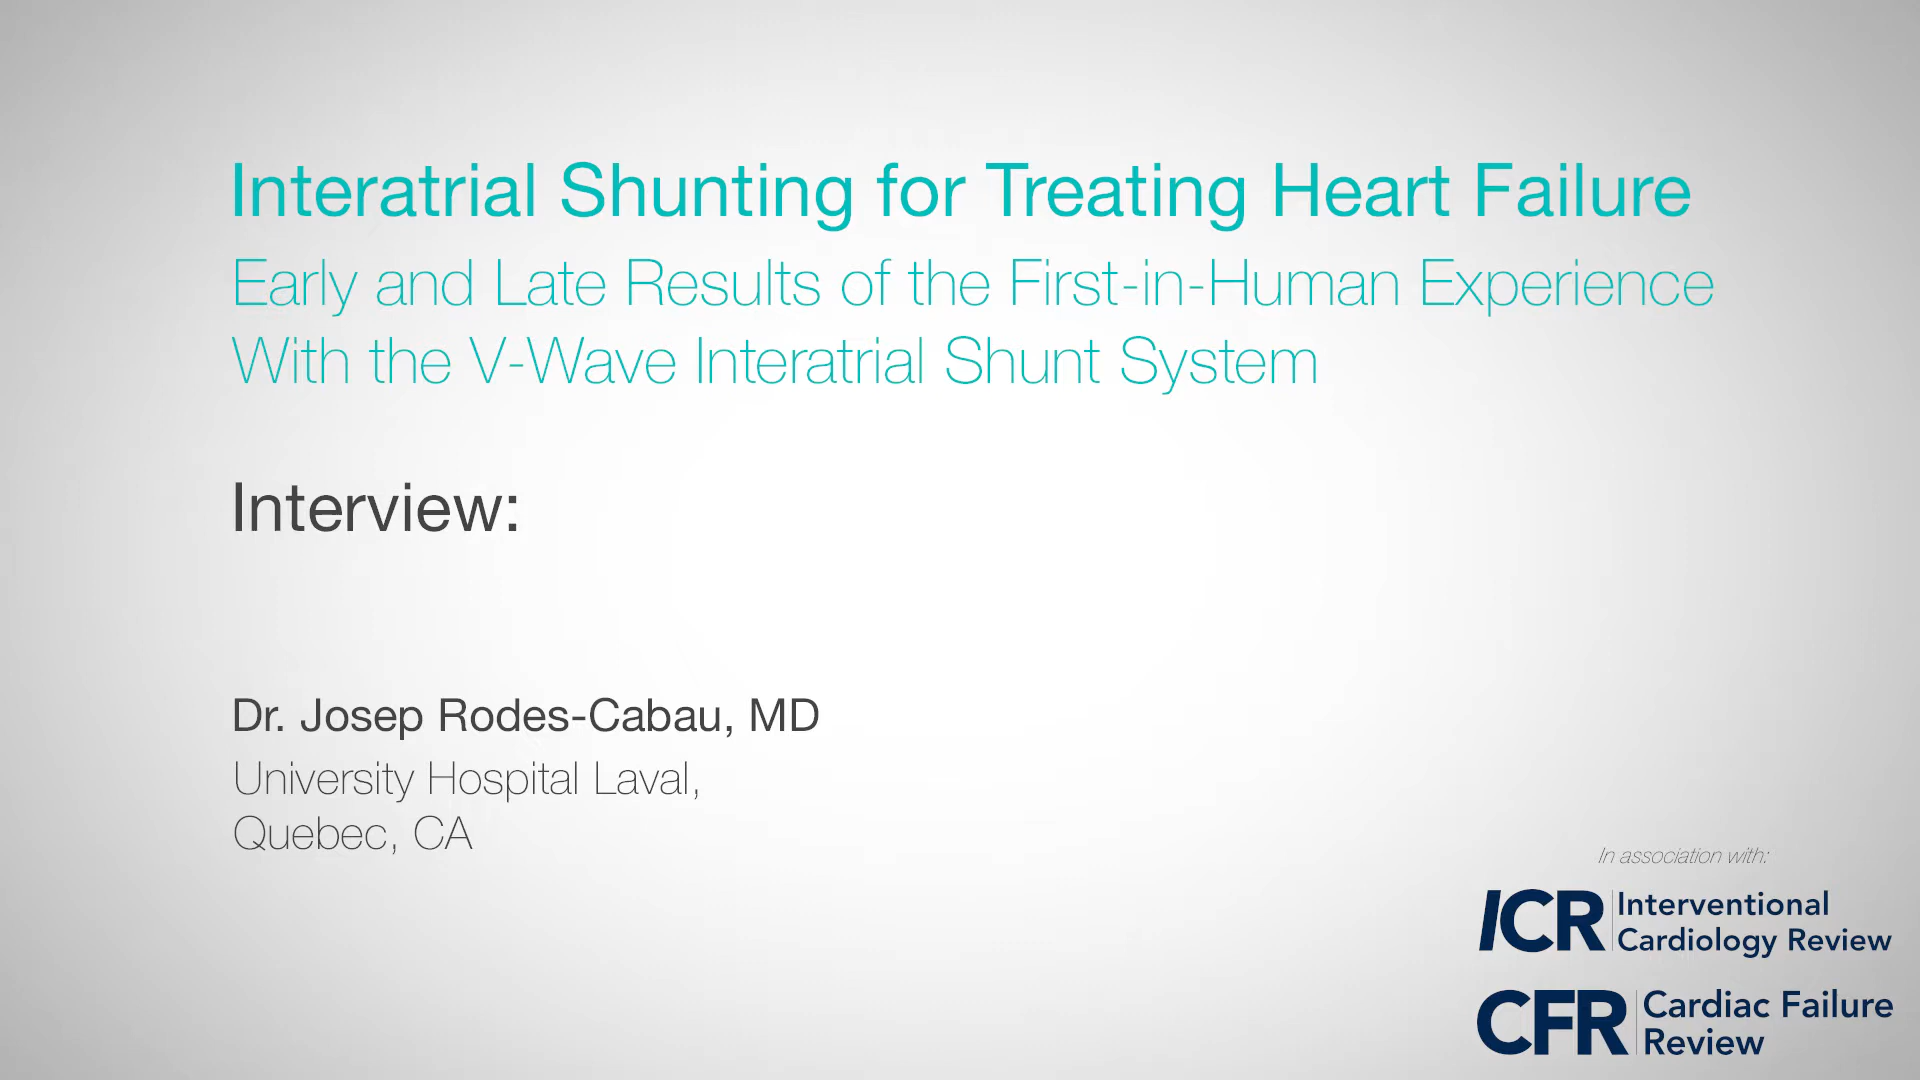 Interatrial Shunting for Treating Heart Failure
Early and Late Results of the First-in-Human Experience
With the V-Wave Interatrial Shunt System
Interview:
Dr. Josep Rodes-Cabau, MD
University Hospital Laval,
Quebec, CA
In association with:
ICR Interventional
Cardiology Review
CFR Cardiac Failure
Review